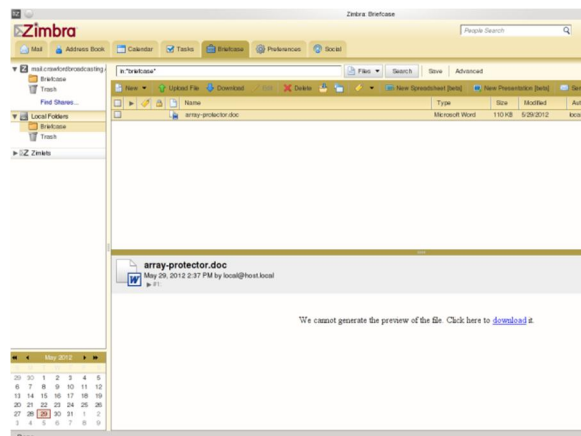 Zimbra: Briefcase
Zimbra
People Search
Mail Address Book Calendar Tasks Briefcase Preferences Social
mail.crawfordbroadcasting.
Briefcase
Trash
Find Shares...
Local Folders
Briefcase
Trash
Zimlets
in "briefcase" Files Search Save Advanced
New Upload File Download Edit Delete New Spreadsheet [beta] New Presentation [beta] Sen
Name Type Size Modified Aut
array-protector.doc Microsoft Word 110 KB 5/29/2012 loca
array-protector.doc
May 29, 2012 2:37 PM by local@host.local
#1:
We cannot generate the preview of the file. Click here to download it.
May 2012
29 30 1 2 3 4 5
6 7 8 9 10 11 12
13 14 15 16 17 18 19
20 21 22 23 24 25 26
27 28 29 30 31 1 2
3 4 5 6 7 8 9